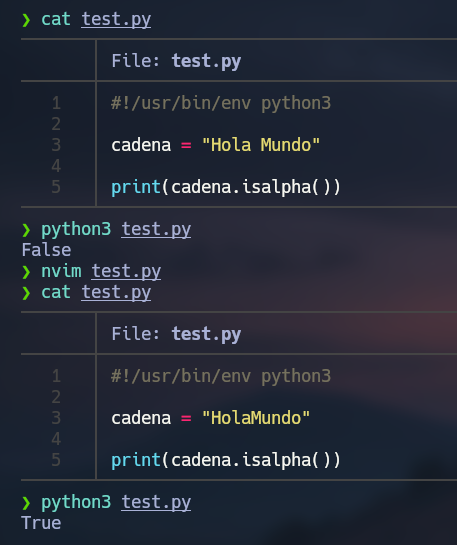 ❯ cat test.py
File: test.py
1 #!/usr/bin/env python3
2
3 cadena = "Hola Mundo"
4
5 print(cadena.isalpha())
❯ python3 test.py
False
❯ nvim test.py
❯ cat test.py
File: test.py
1 #!/usr/bin/env python3
2
3 cadena = "HolaMundo"
4
5 print(cadena.isalpha())
❯ python3 test.py
True